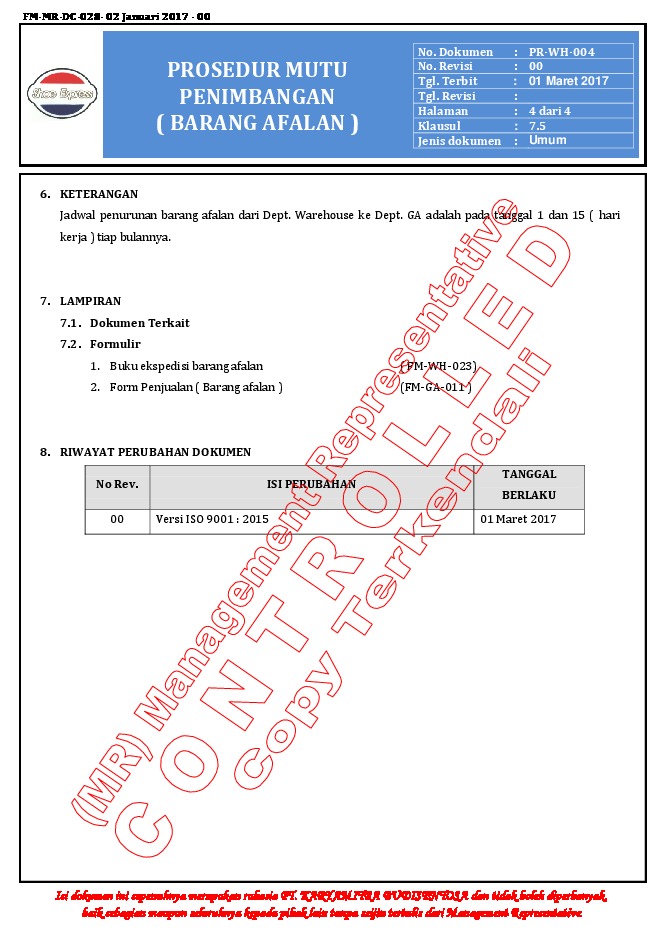 FM-MR-DC-028- 02 Januari 2017 - 00
Shoe Express
PROSEDUR MUTU
PENIMBANGAN
( BARANG AFALAN )
No. Dokumen : PR-WH-004
No. Revisi : 00
Tgl. Terbit : 01 Maret 2017
Tgl. Revisi :
Halaman : 4 dari 4
Klausul : 7.5
Jenis dokumen : Umum
6. KETERANGAN
Jadwal penurunan barang afalan dari Dept. Warehouse ke Dept. GA adalah pada tanggal 1 dan 15 ( hari
kerja ) tiap bulannya.
7. LAMPIRAN
7.1. Dokumen Terkait
7.2. Formulir
1. Buku ekspedisi barang afalan ( FM-WH-023)
2. Form Penjualan ( Barang afalan ) (FM-GA-011 )
8. RIWAYAT PERUBAHAN DOKUMEN
No Rev. ISI PERUBAHAN TANGGAL
BERLAKU
00 Versi ISO 9001 : 2015 01 Maret 2017
(MR) Management Representative
CONTROLLED
Copy Terkendali
Isi dokumen ini sepenuhnya merupakan rahasia PT. KARYAMITRA BUDISENTOSA dan tidak boleh diperbanyak,
baik sebagian maupun seluruhnya kepada pihak lain tanpa seijin tertulis dari Management Representative